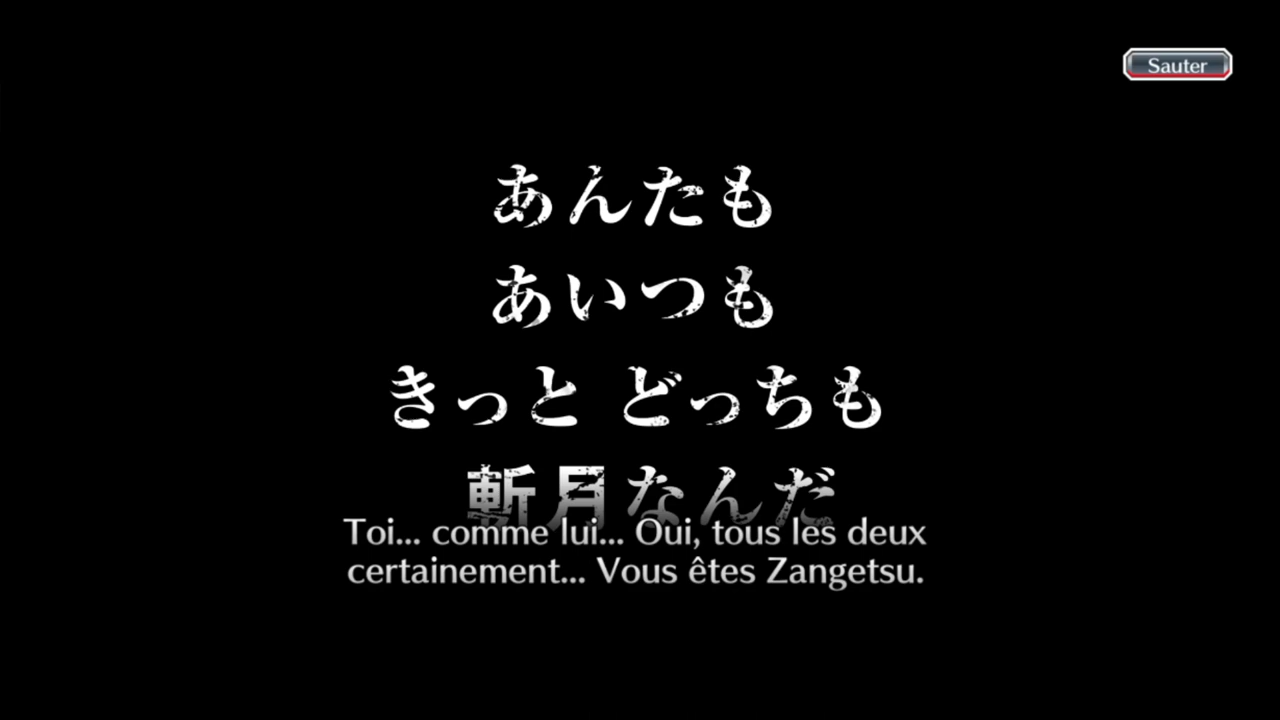 Sauter
あんたも
あいつも
きっと どっちも
斬月なんだ
Toi... comme lui... Oui, tous les deux
certainement... Vous êtes Zangetsu.